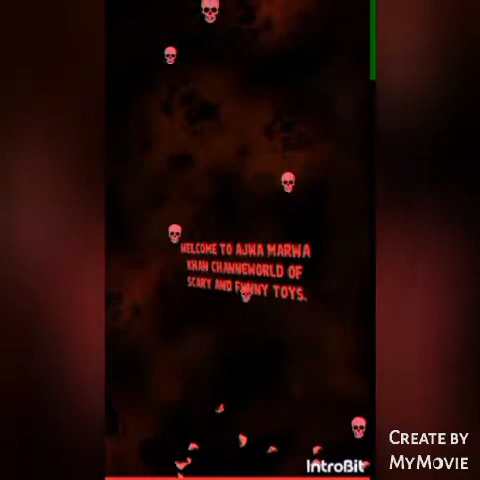 WELCOME TO AJWA MARWA
KHAN CHANNEWORLD OF
SCARY AND FUNNY TOYS.
IntroBit
CREATE BY
MYMOVIE